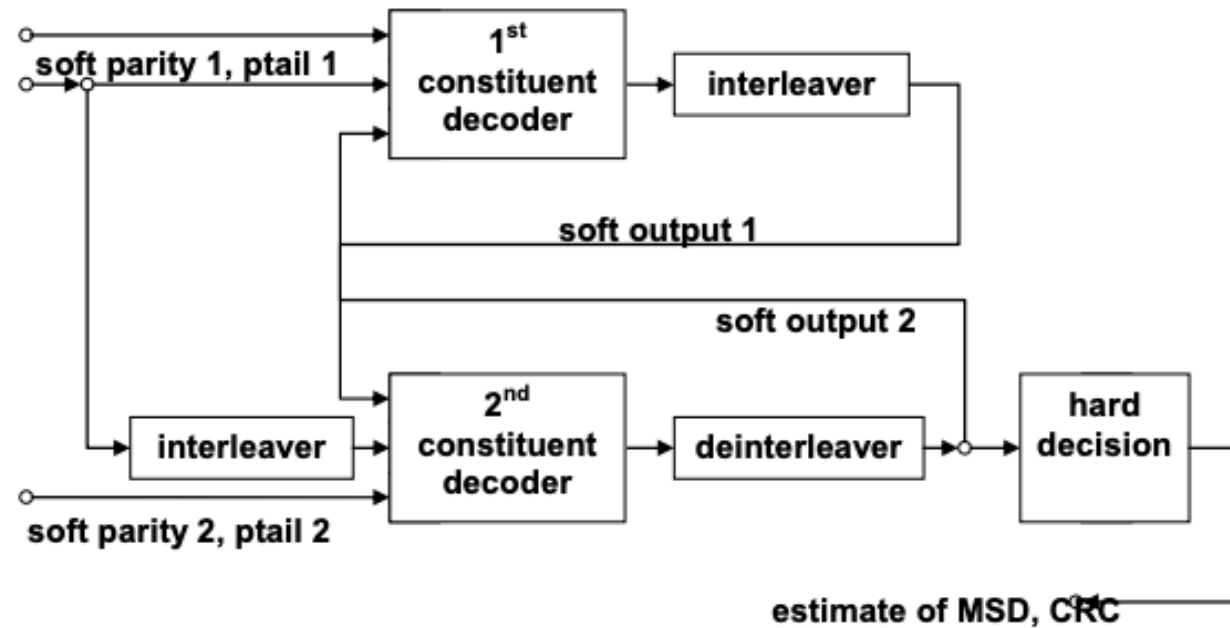 soft parity 1, ptail 1
1st
constituent
decoder
interleaver
soft output 1
soft output 2
interleaver
2nd
constituent
decoder
deinterleaver
hard
decision
soft parity 2, ptail 2
estimate of MSD, CRC